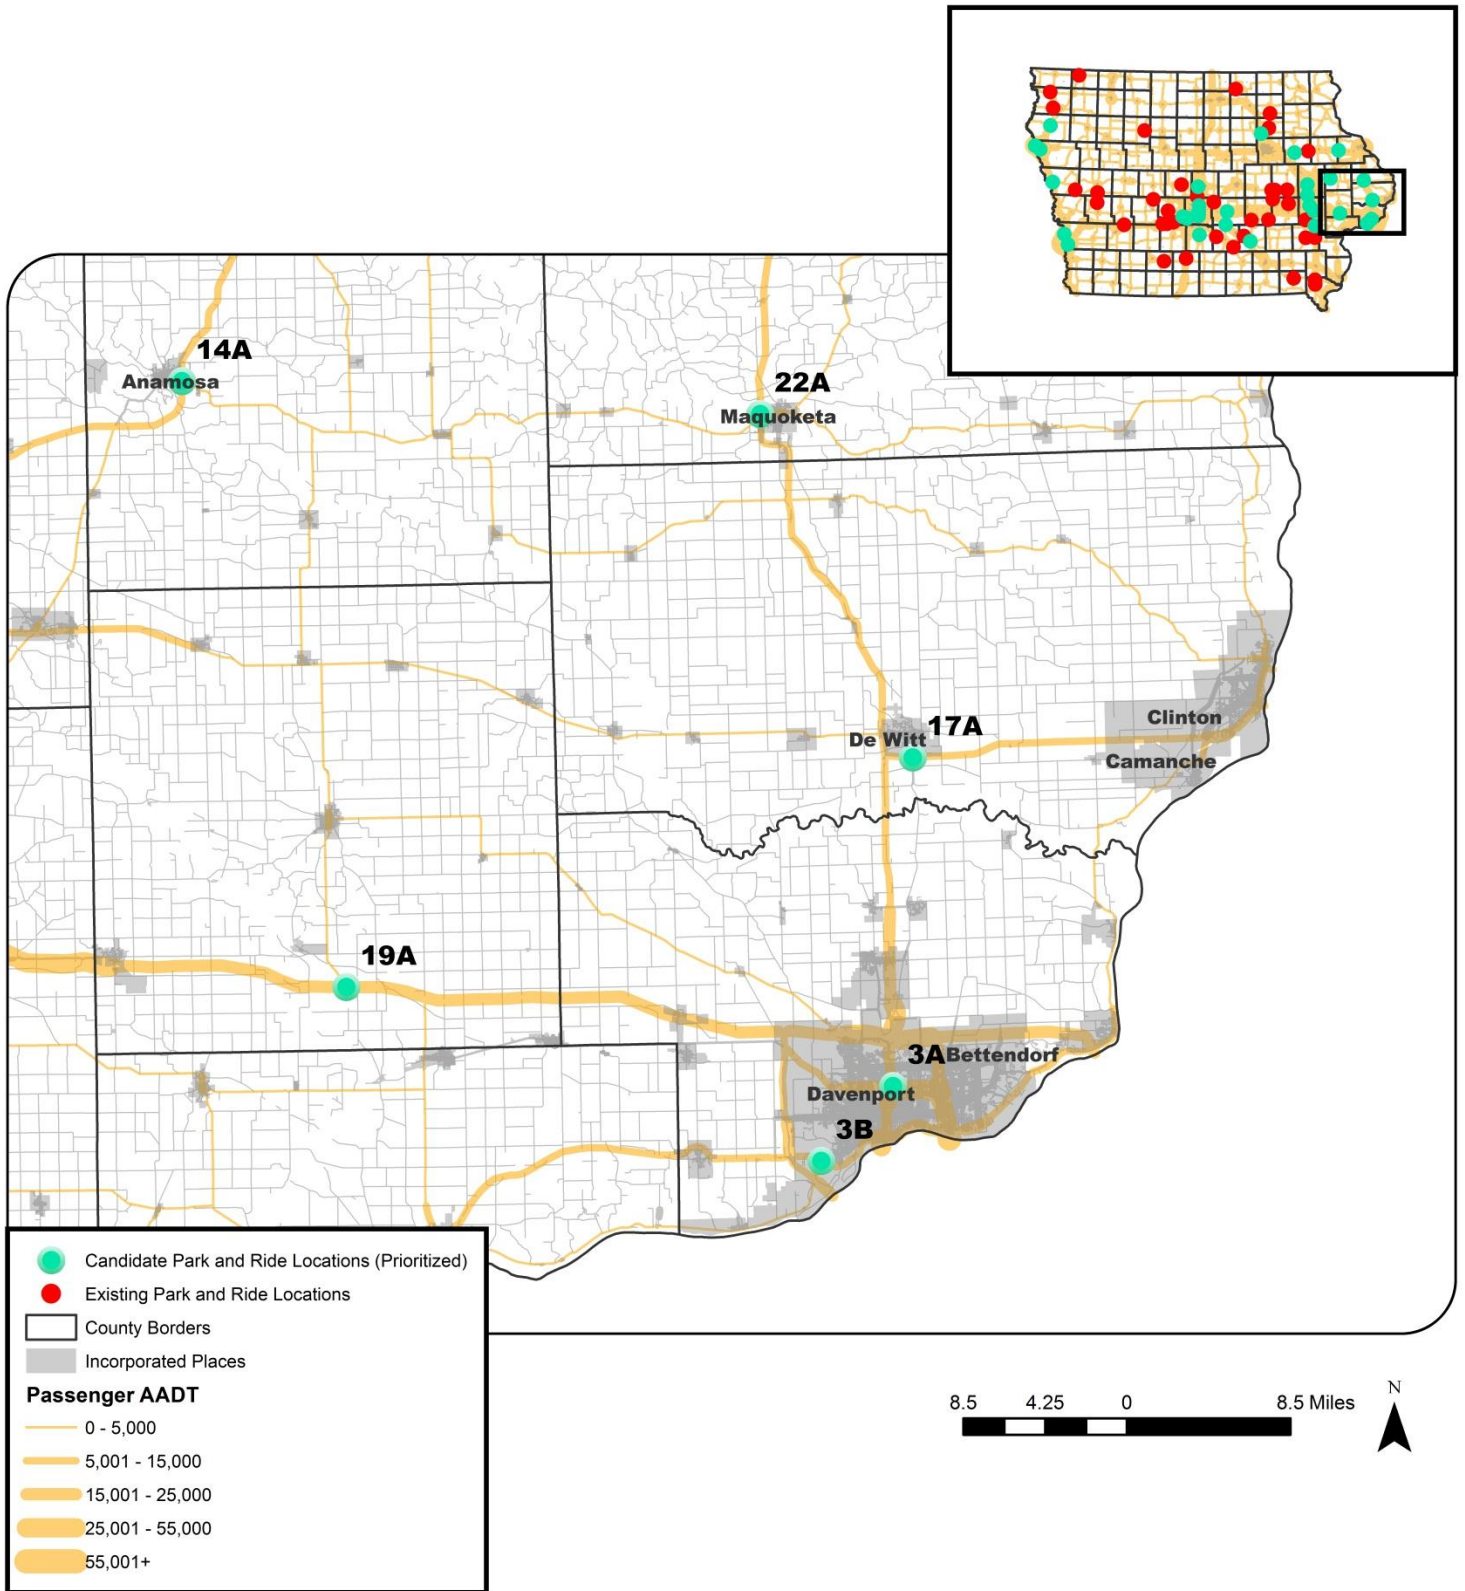 14A
Anamosa
22A
Maquoketa
17A
De Witt
Clinton
Camanche
19A
3A
Bettendorf
Davenport
3B
Candidate Park and Ride Locations (Prioritized)
Existing Park and Ride Locations
County Borders
Incorporated Places
Passenger AADT
0 - 5,000
5,001 - 15,000
15,001 - 25,000
25,001 - 55,000
55,001+
8.5 4.25 0 8.5 Miles
N